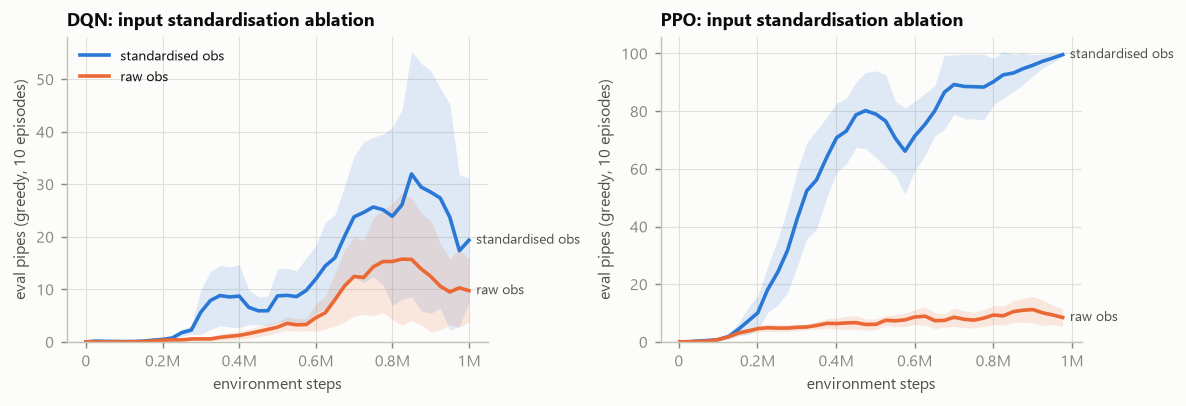 DQN: input standardisation ablation
standardised obs
raw obs
eval pipes (greedy, 10 episodes)
50
40
30
20
10
0
standardised obs
raw obs
0
0.2M
0.4M
0.6M
0.8M
1M
environment steps
PPO: input standardisation ablation
eval pipes (greedy, 10 episodes)
100
80
60
40
20
0
standardised obs
raw obs
0
0.2M
0.4M
0.6M
0.8M
1M
environment steps